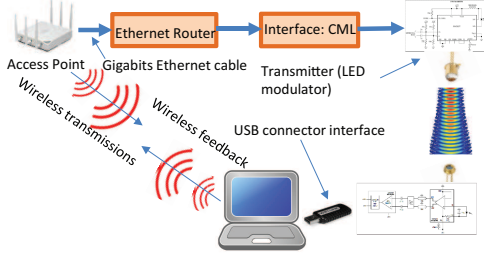 Ethernet Router
Interface: CML
Access Point
Gigabits Ethernet cable
Transmitter (LED
modulator)
Wireless transmissions
Wireless feedback
USB connector interface